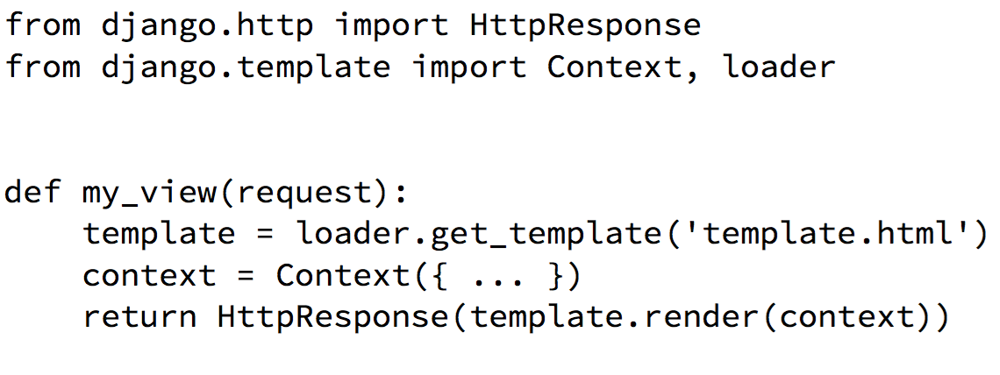 from django.http import HttpResponse
from django.template import Context, loader
def my_view(request):
    template = loader.get_template('template.html')
    context = Context({ ... })
    return HttpResponse(template.render(context))